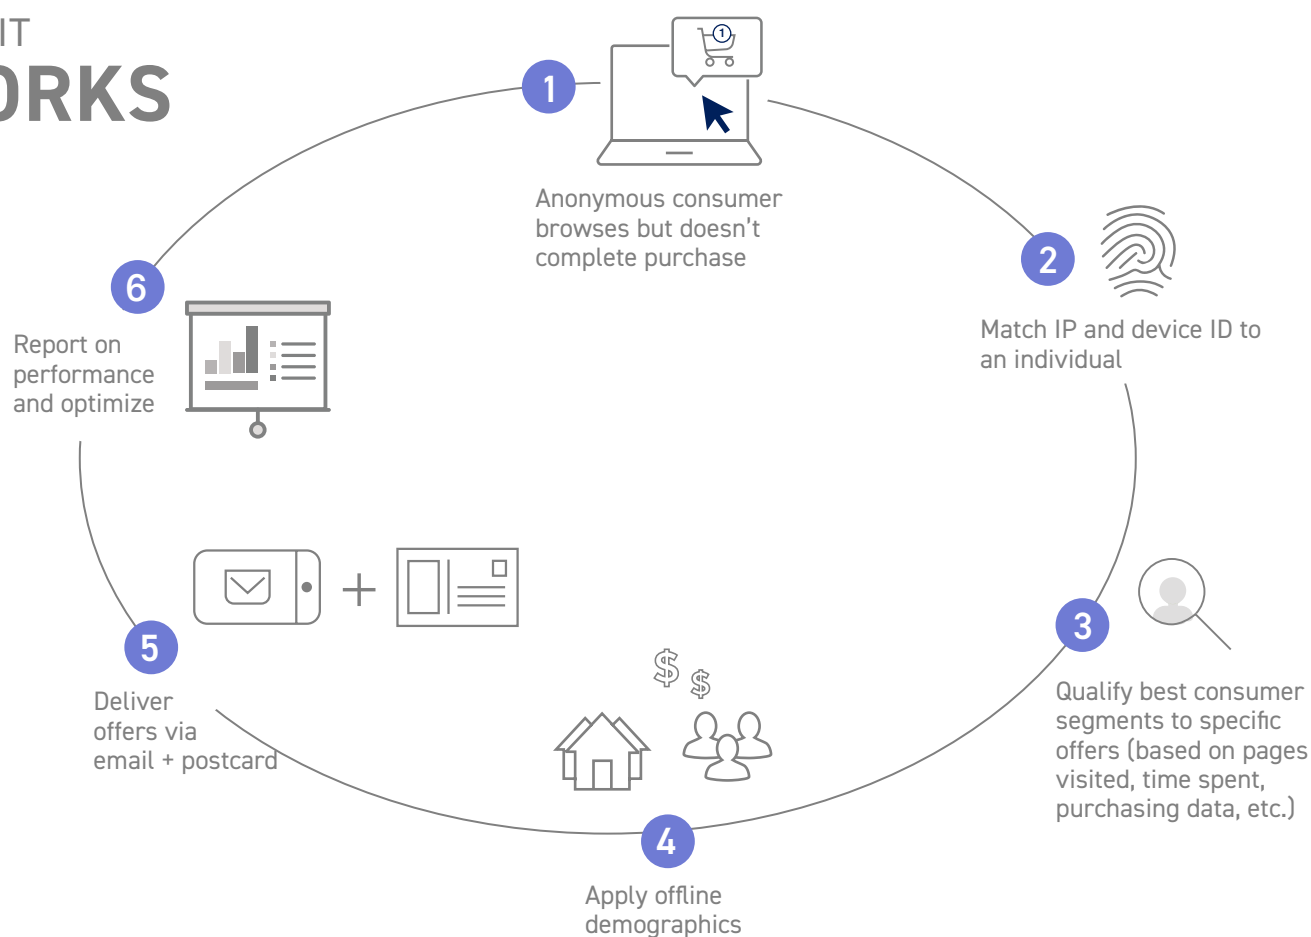 IT
ORKS
1
1
Anonymous consumer
browses but doesn't
complete purchase
2
Match IP and device ID to
an individual
3
Qualify best consumer
segments to specific
offers (based on pages
visited, time spent,
purchasing data, etc.)
$
$
4
Apply offline
demographics
5
Deliver
offers via
email + postcard
6
Report on
performance
and optimize